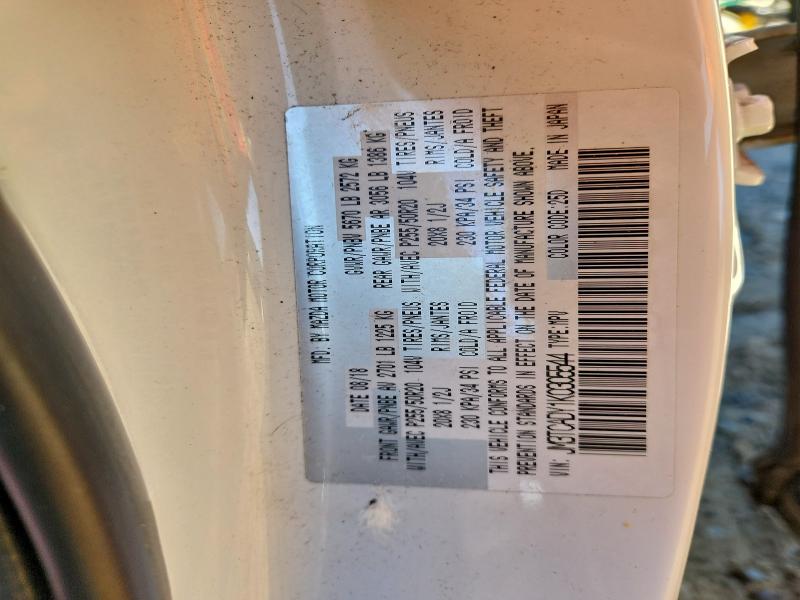 MFD. BY MAZDA MOTOR CORPORATION
DATE 08/18 GVWR/PNBV 5670 LB 2572 KG
FRONT GAWR/PNBE AV 2701 LB 1225 KG REAR GAWR/PNBE AR 3056 LB 1386 KG
WITH/AVEC P255/50R20 104V TIRES/PNEUS WITH/AVEC P255/50R20 104V TIRES/PNEUS
20X8 1/2J RIMS/JANTES 20X8 1/2J RIMS/JANTES
230 KPA/34 PSI COLD/A FROID 230 KPA/34 PSI COLD/A FROID
THIS VEHICLE CONFORMS TO ALL APPLICABLE FEDERAL MOTOR VEHICLE SAFETY AND THEFT
PREVENTION STANDARDS IN EFFECT ON THE DATE OF MANUFACTURE SHOWN ABOVE.
VIN: JM3TCADY1K0305544 TYPE:MPV COLOR CODE:25D MADE IN JAPAN